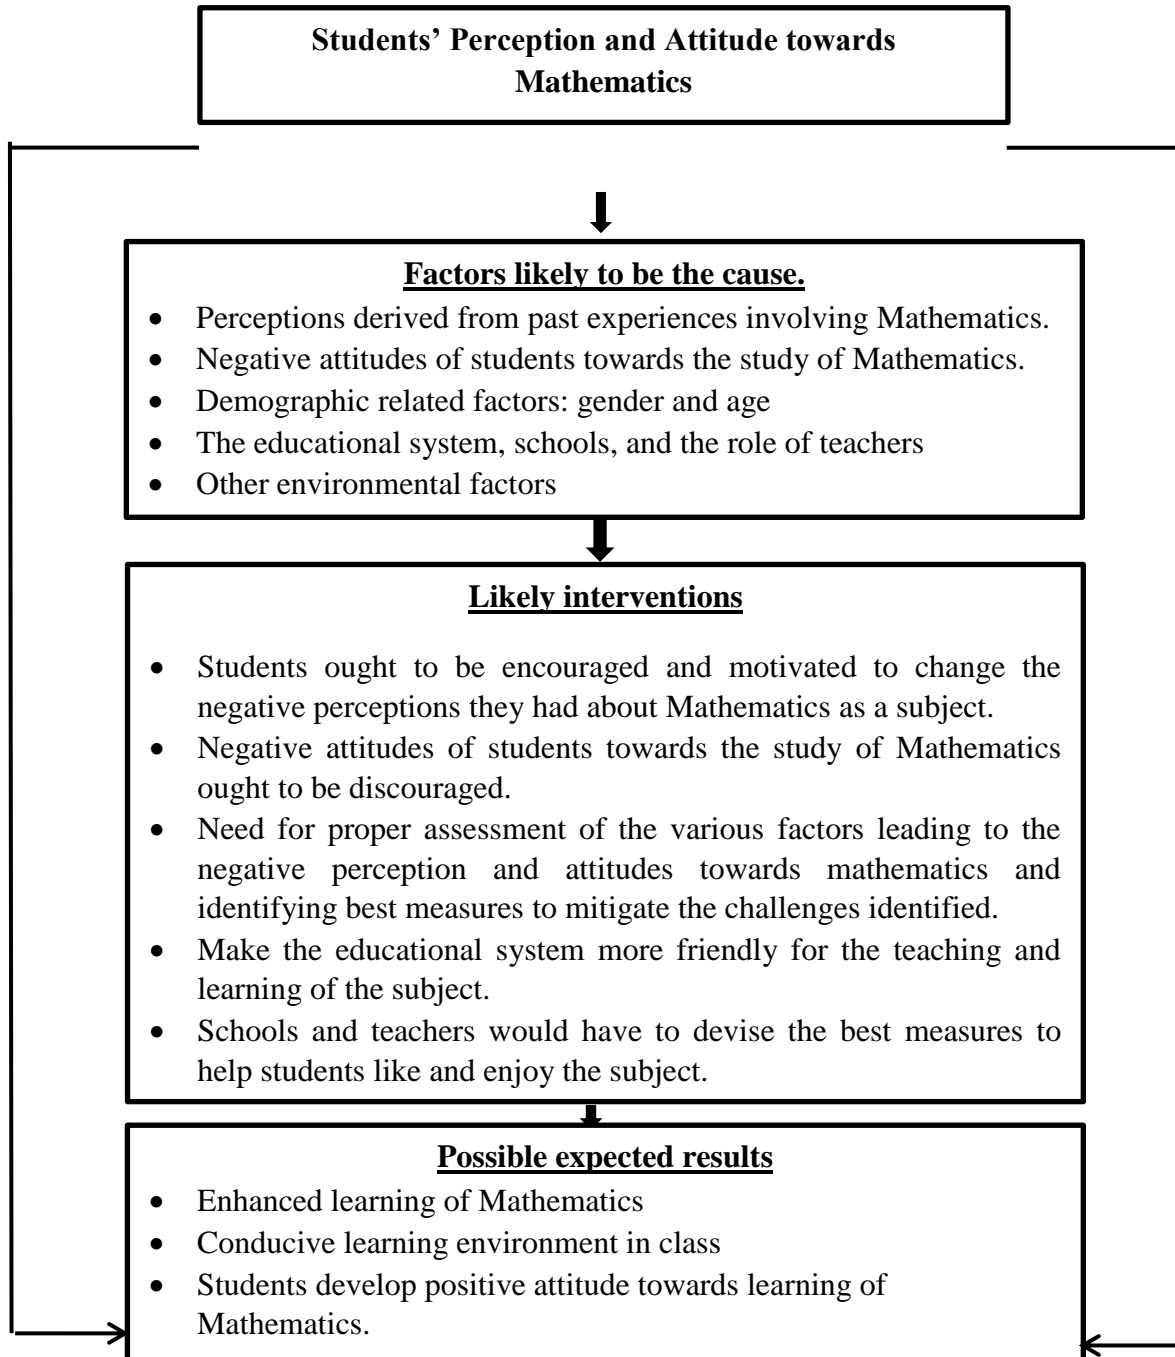 Students’ Perception and Attitude towards
Mathematics
Factors likely to be the cause.
• Perceptions derived from past experiences involving Mathematics.
• Negative attitudes of students towards the study of Mathematics.
• Demographic related factors: gender and age
• The educational system, schools, and the role of teachers
• Other environmental factors
Likely interventions
• Students ought to be encouraged and motivated to change the
negative perceptions they had about Mathematics as a subject.
• Negative attitudes of students towards the study of Mathematics
ought to be discouraged.
• Need for proper assessment of the various factors leading to the
negative perception and attitudes towards mathematics and
identifying best measures to mitigate the challenges identified.
• Make the educational system more friendly for the teaching and
learning of the subject.
• Schools and teachers would have to devise the best measures to
help students like and enjoy the subject.
Possible expected results
• Enhanced learning of Mathematics
• Conducive learning environment in class
• Students develop positive attitude towards learning of
Mathematics.